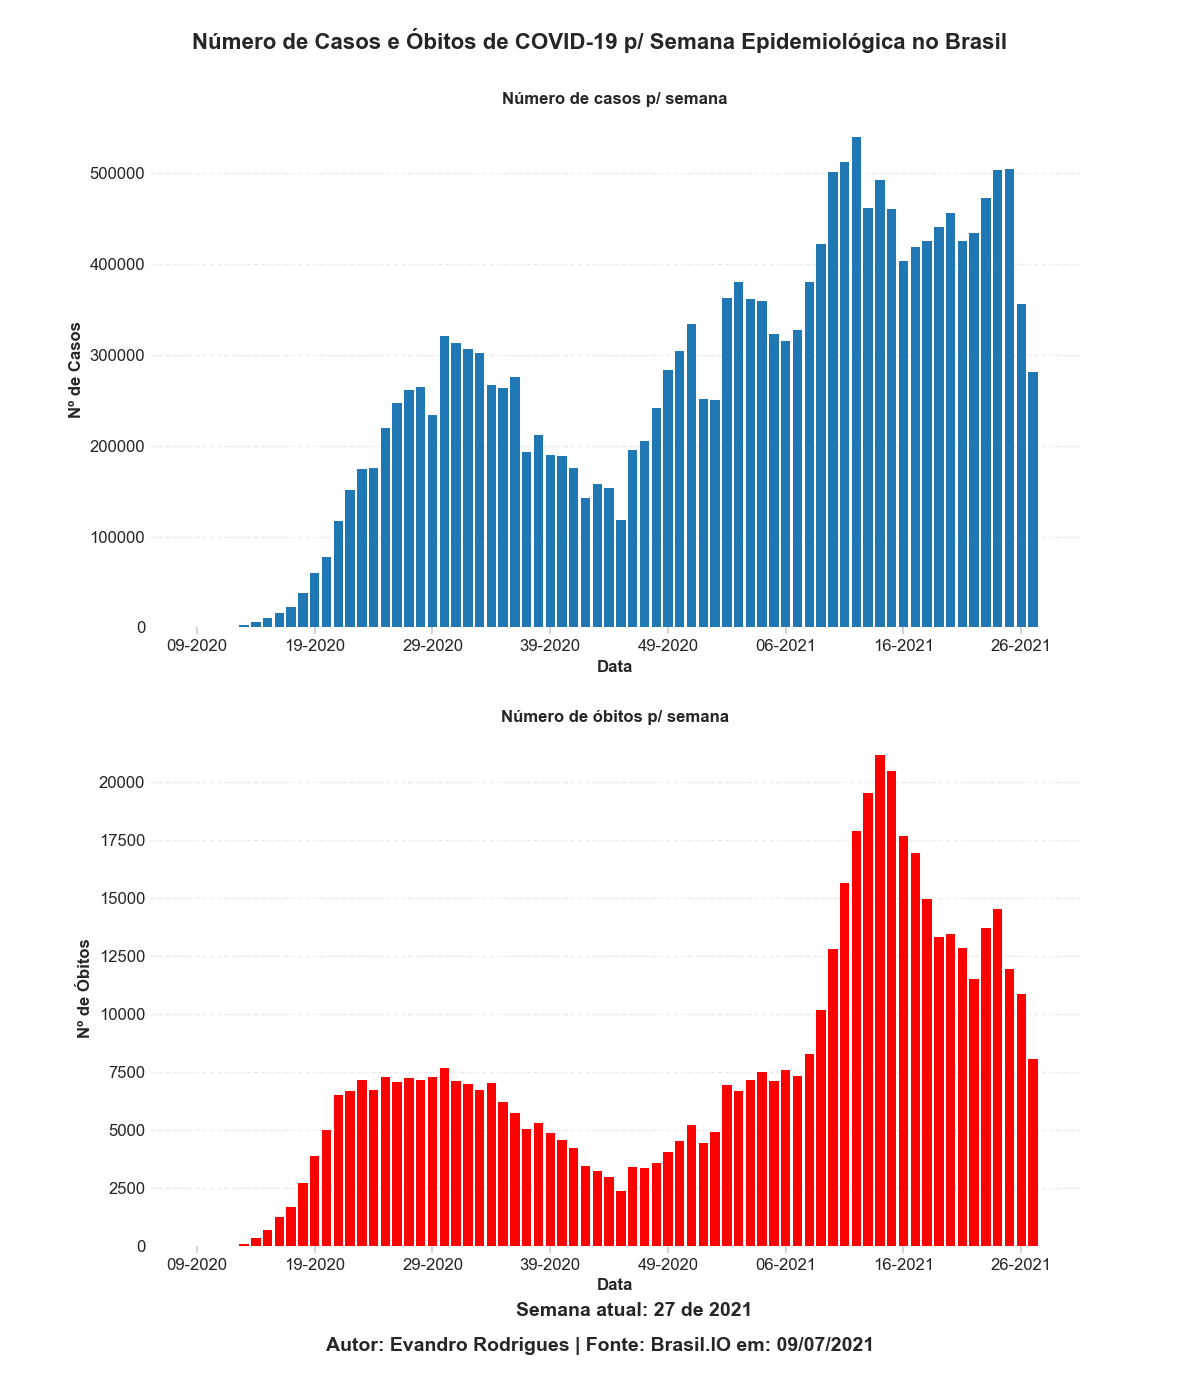 Número de Casos e Óbitos de COVID-19 p/ Semana Epidemiológica no Brasil
Número de casos p/ semana
500000
400000
300000
200000
100000
0
Nº de Casos
09-2020 19-2020 29-2020 39-2020 49-2020 06-2021 16-2021 26-2021
Data
Número de óbitos p/ semana
20000
17500
15000
12500
10000
7500
5000
2500
0
Nº de Óbitos
09-2020 19-2020 29-2020 39-2020 49-2020 06-2021 16-2021 26-2021
Data
Semana atual: 27 de 2021
Autor: Evandro Rodrigues | Fonte: Brasil.IO em: 09/07/2021